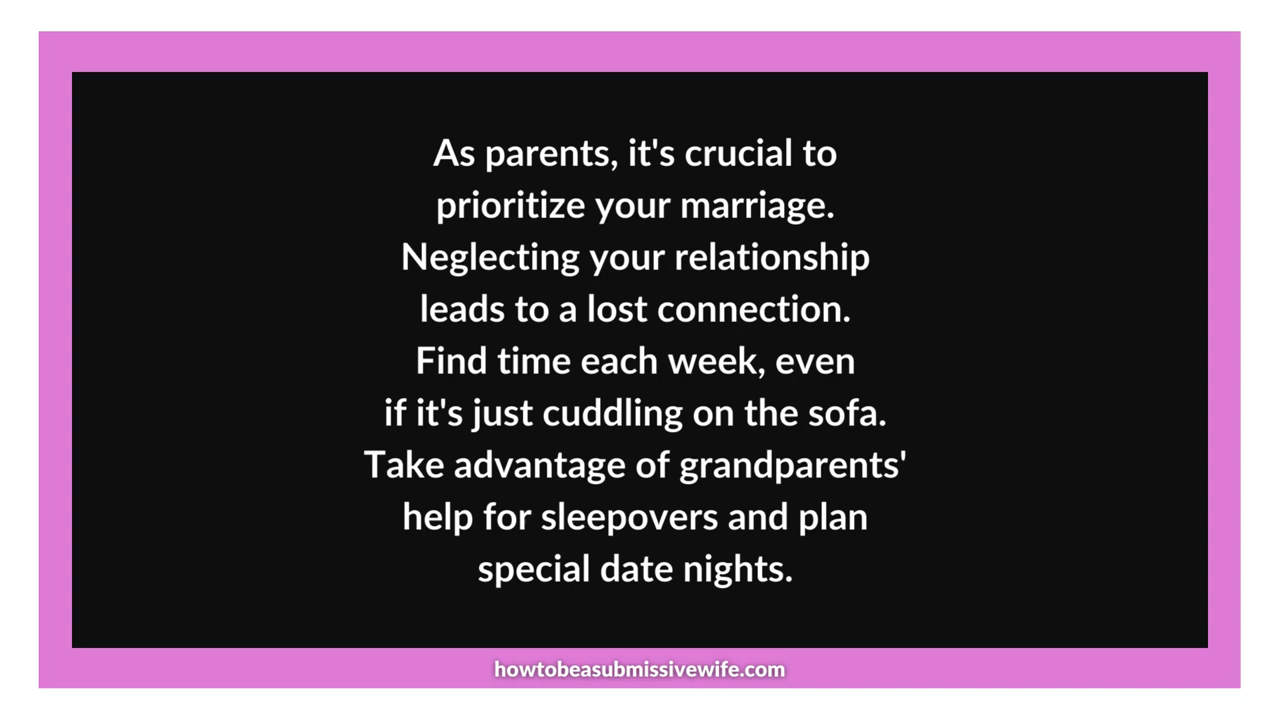 As parents, it's crucial to
prioritize your marriage.
Neglecting your relationship
leads to a lost connection.
Find time each week, even
if it's just cuddling on the sofa.
Take advantage of grandparents'
help for sleepovers and plan
special date nights.
howtobeasubmissivewife.com